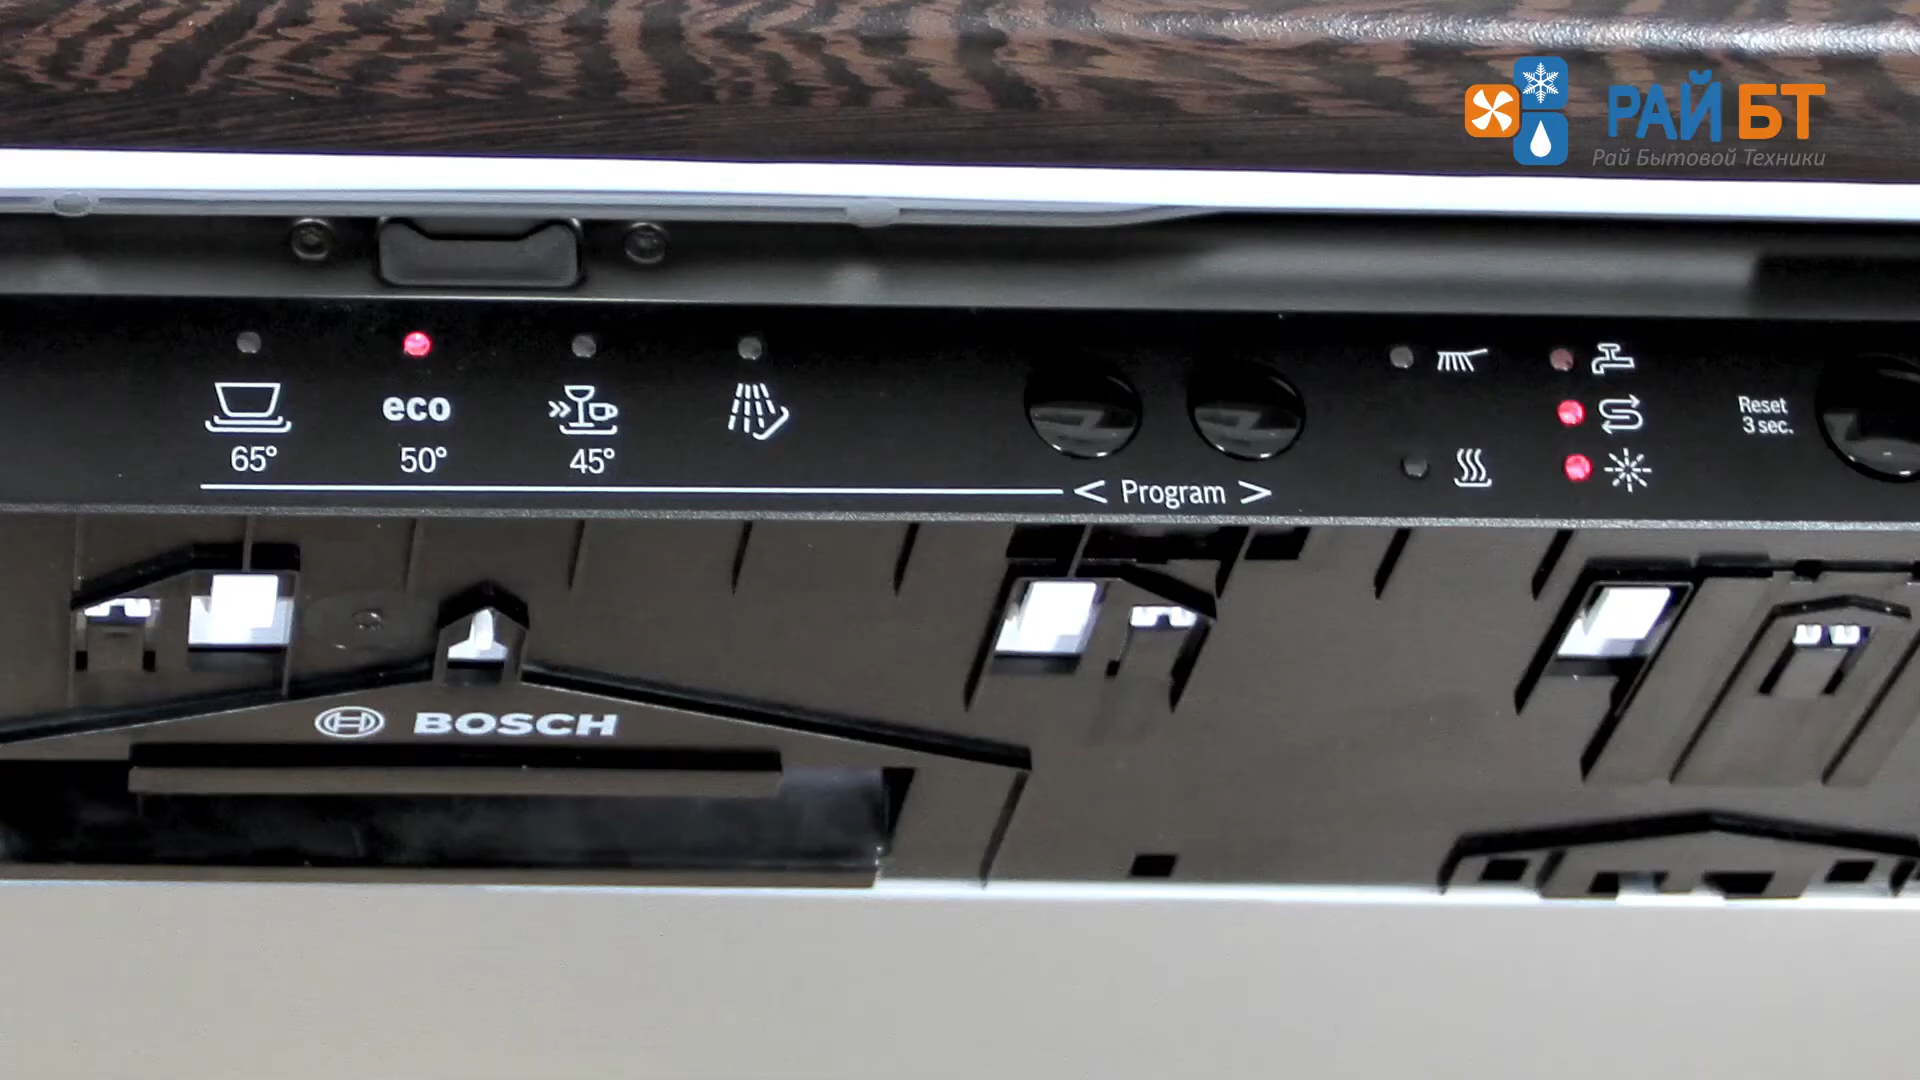 РАЙ БТ
Рай Бытовой Техники
eco
65° 50° 45°
< Program >
Reset
3 sec.
BOSCH